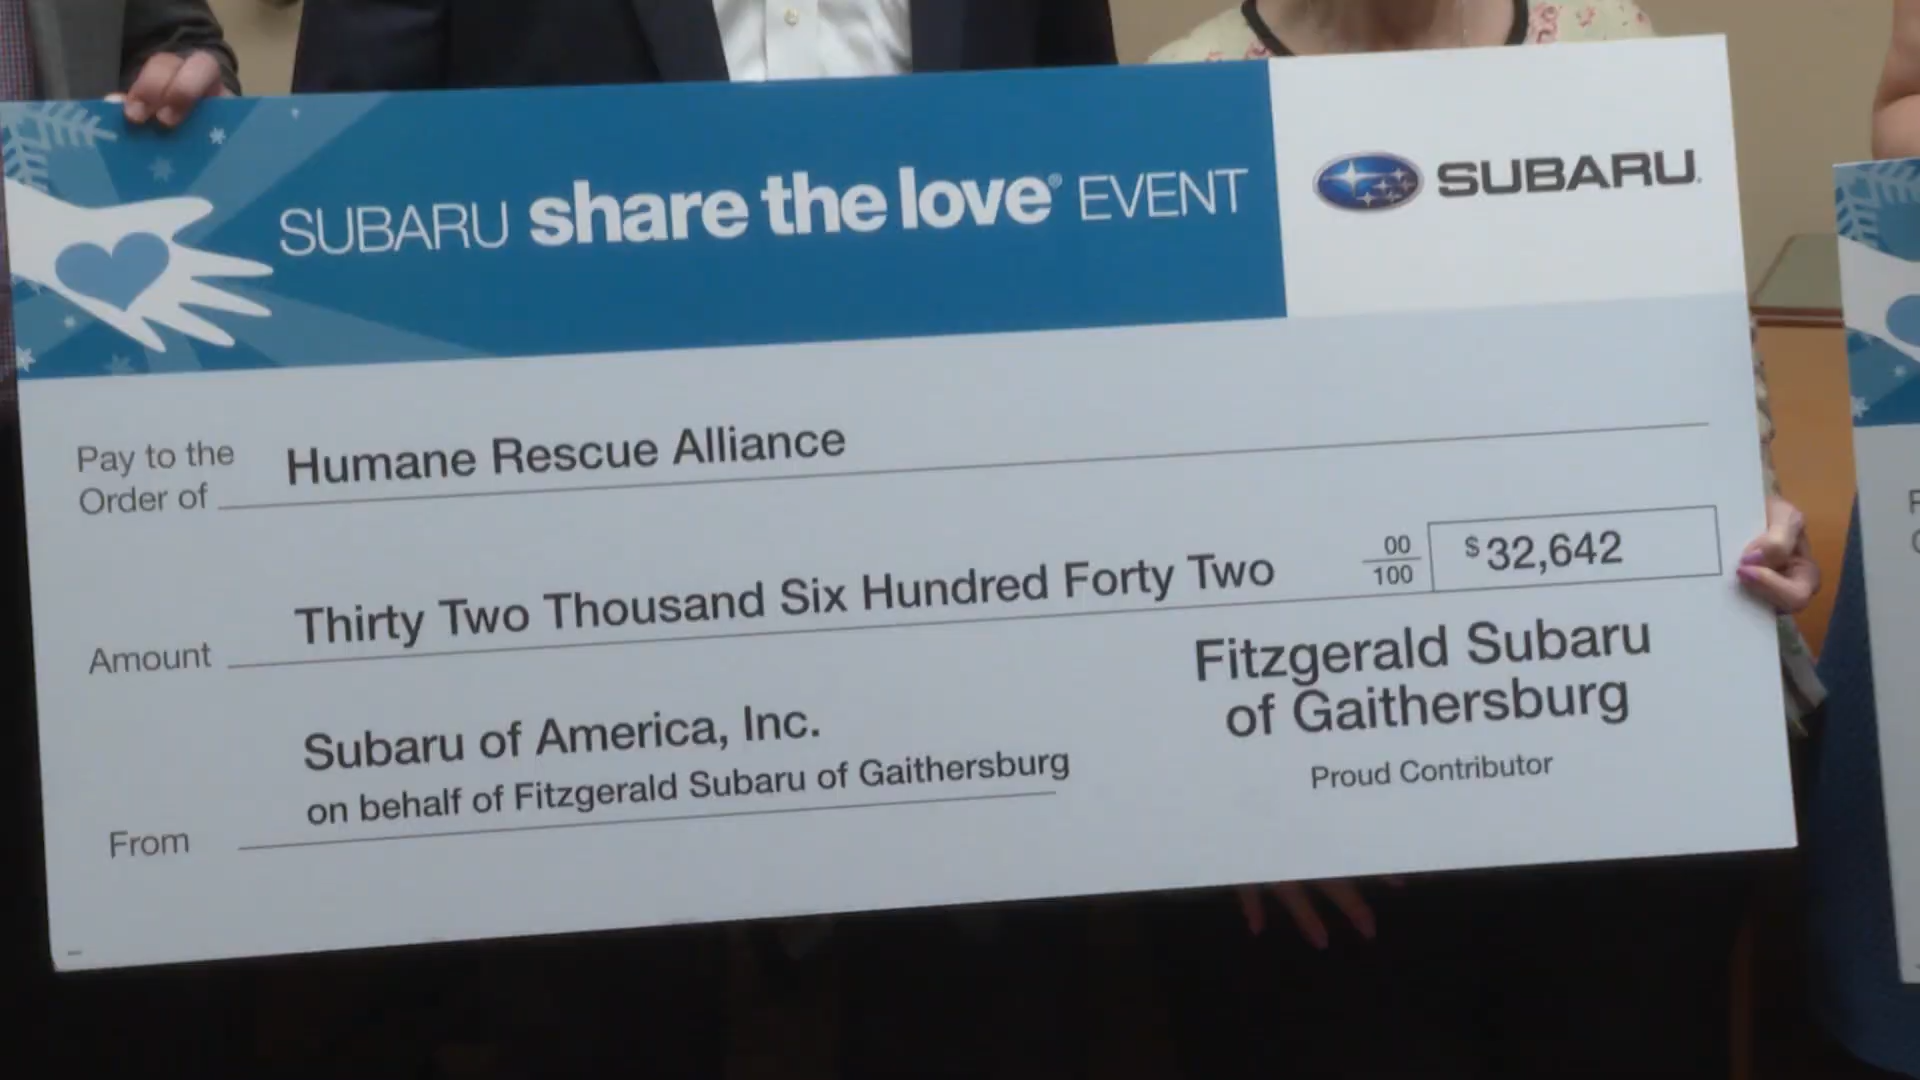 SUBARU share the love® EVENT
SUBARU
Pay to the
Order of
Humane Rescue Alliance
Amount
Thirty Two Thousand Six Hundred Forty Two
00
100
$32,642
From
Subaru of America, Inc.
on behalf of Fitzgerald Subaru of Gaithersburg
Fitzgerald Subaru
of Gaithersburg
Proud Contributor